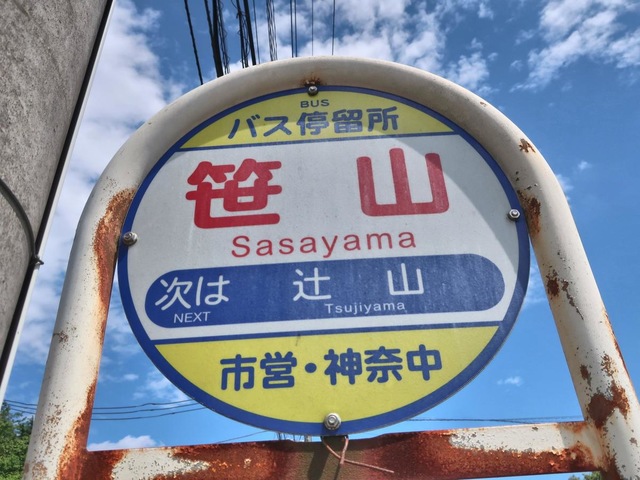 BUS
バス停留所
笹山
Sasayama
次は 辻山
NEXT Tsujiyama
市営・神奈中